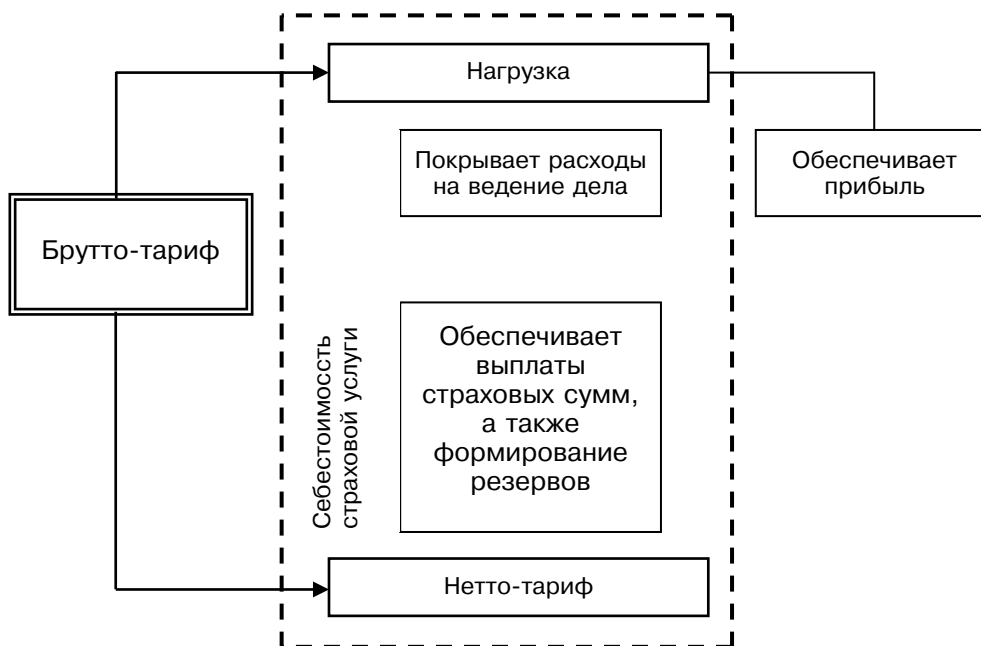 Нагрузка
Покрывает расходы
на ведение дела
Обеспечивает
прибыль
Брутто-тариф
Себестоимоссть
страховой услуги
Обеспечивает
выплаты
страховых сумм,
а также
формирование
резервов
Нетто-тариф